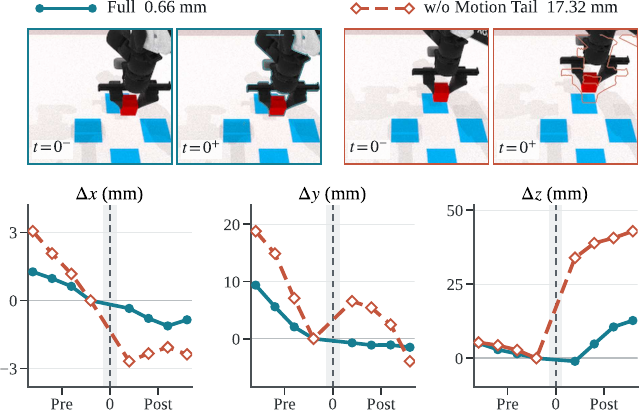 Full 0.66 mm
w/o Motion Tail 17.32 mm
t=0⁻
t=0⁺
t=0⁻
t=0⁺
Δx (mm)
Δy (mm)
Δz (mm)
3
0
−3
Pre 0 Post
20
10
0
Pre 0 Post
50
25
0
Pre 0 Post